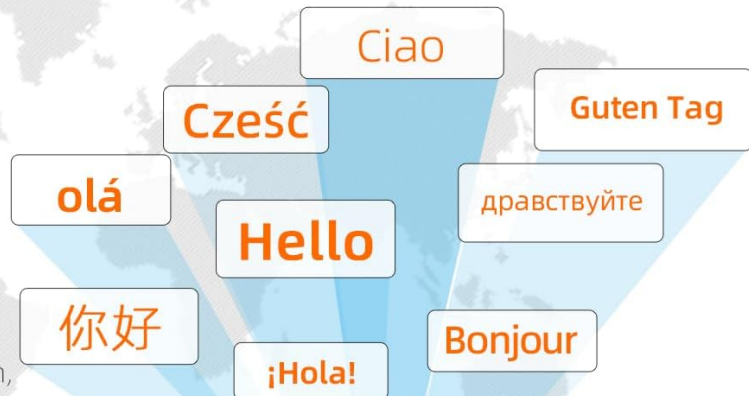 Ciao
Cześć
Guten Tag
olá
дравствуйте
Hello
你好
Bonjour
¡Hola!